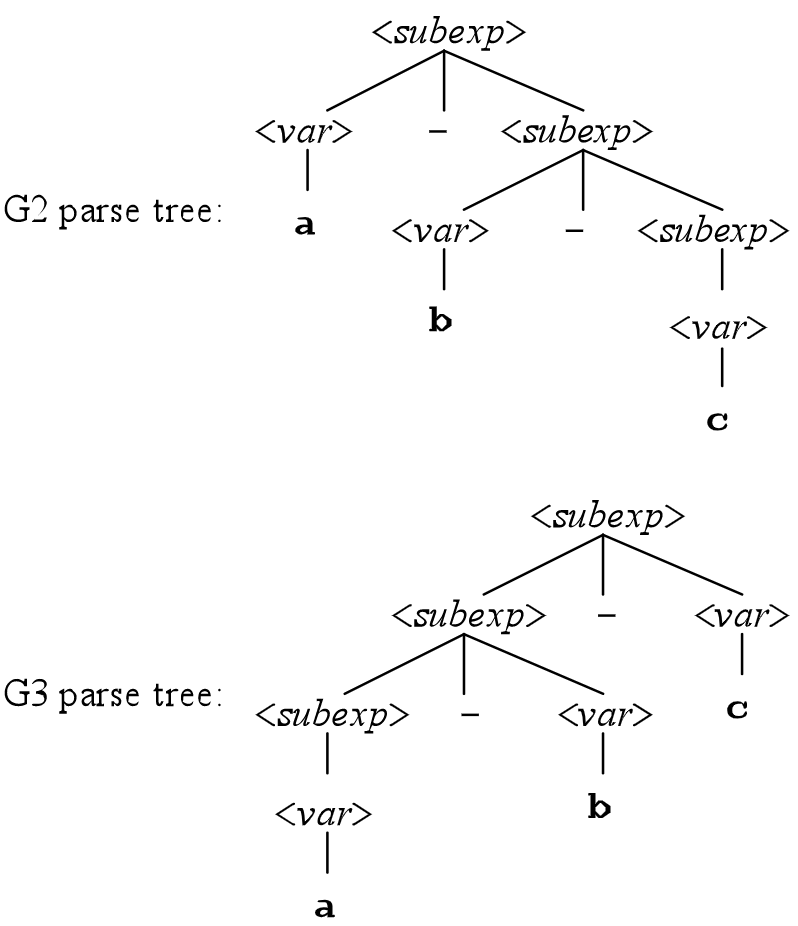 <subexp>
<var> – <subexp>
G2 parse tree: a <var> – <subexp>
b <var>
c
<subexp>
<subexp> – <var>
G3 parse tree: <subexp> – <var> c
<var> b
a